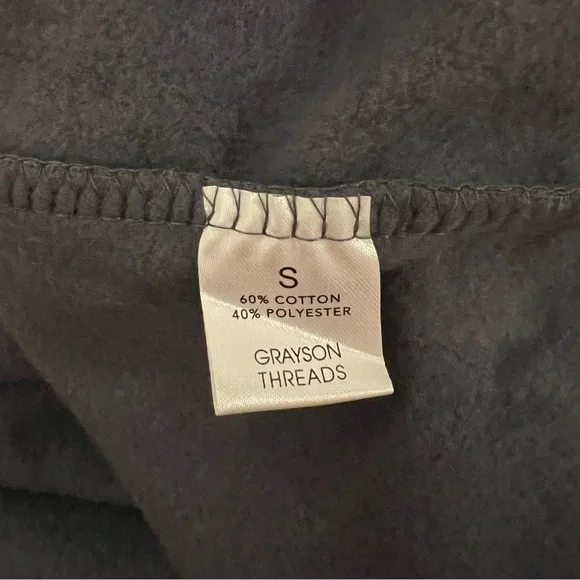 S
60% COTTON
40% POLYESTER
GRAYSON
THREADS